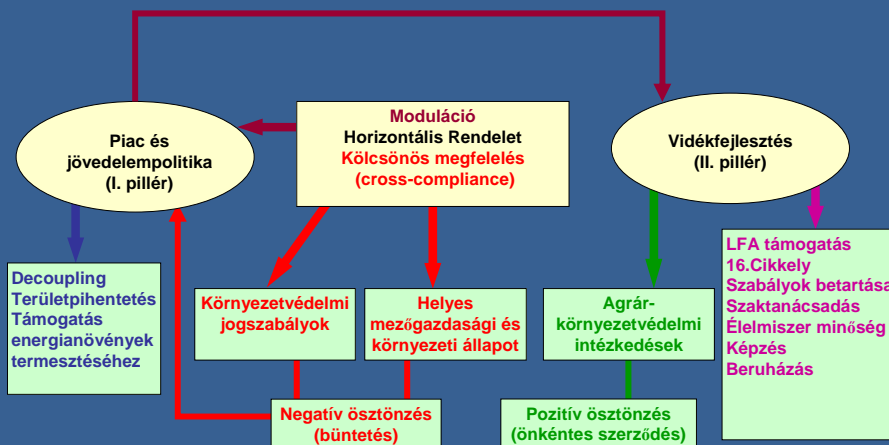 Piac és
jövedelempolitika
(I. pillér)
Moduláció
Horizontális Rendelet
Kölcsönös megfelelés
(cross-compliance)
Vidékfejlesztés
(II. pillér)
Decoupling
Területpihentetés
Támogatás
energianövények
termesztéséhez
Környezetvédelmi
jogszabályok
Helyes
mezőgazdasági és
környezeti állapot
Agrár-
környezetvédelmi
intézkedések
LFA támogatás
16.Cikkely
Szabályok betartása
Szaktanácsadás
Élelmiszer minőség
Képzés
Beruházás
Negatív ösztönzés
(büntetés)
Pozitív ösztönzés
(önkéntes szerződés)